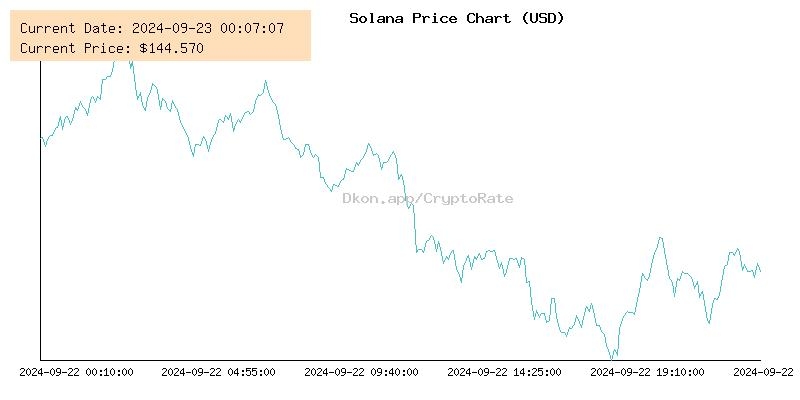 Solana Price Chart (USD)
Current Date: 2024-09-23 00:07:07
Current Price: $144.570
Dkon.app/CryptoRate
2024-09-22 00:10:00
2024-09-22 04:55:00
2024-09-22 09:40:00
2024-09-22 14:25:00
2024-09-22 19:10:00
2024-09-22